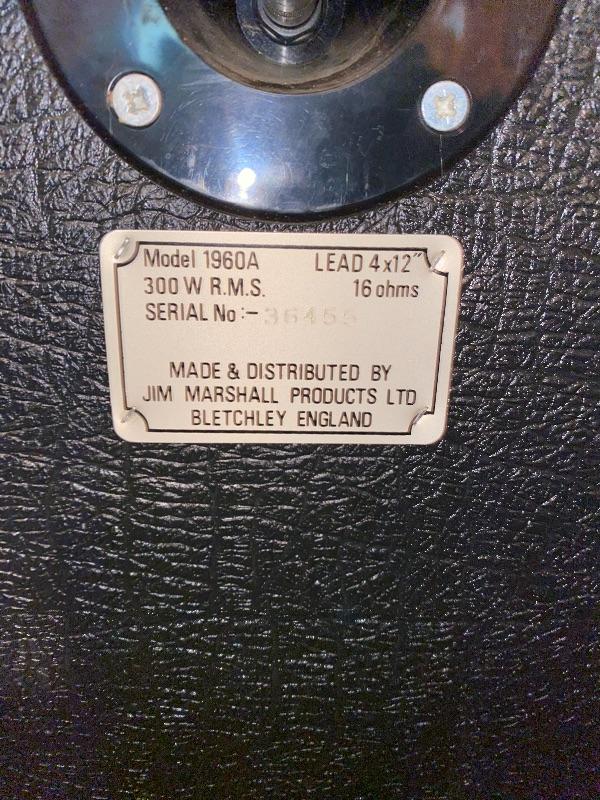 Model 1960A LEAD 4x12"
300 W R.M.S. 16 ohms
SERIAL No :- 36455
MADE & DISTRIBUTED BY
JIM MARSHALL PRODUCTS LTD
BLETCHLEY ENGLAND